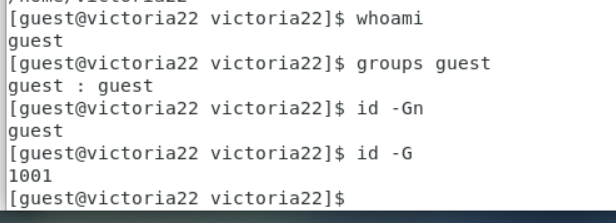 [guest@victoria22 victoria22]$ whoami
guest
[guest@victoria22 victoria22]$ groups guest
guest : guest
[guest@victoria22 victoria22]$ id -Gn
guest
[guest@victoria22 victoria22]$ id -G
1001
[guest@victoria22 victoria22]$